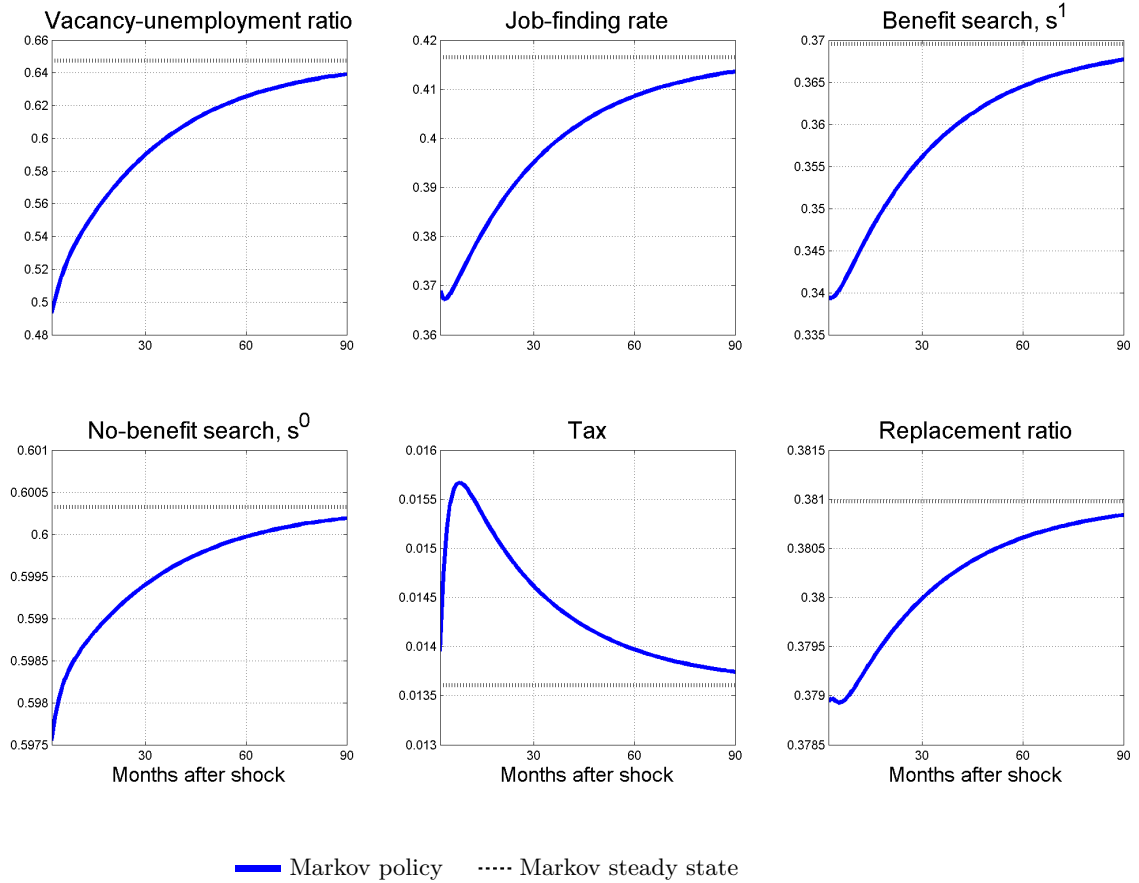 Vacancy-unemployment ratio
0.66
0.64
0.62
0.6
0.58
0.56
0.54
0.52
0.5
0.48
30 60 90
Job-finding rate
0.42
0.41
0.4
0.39
0.38
0.37
0.36
30 60 90
Benefit search, s^1
0.37
0.365
0.36
0.355
0.35
0.345
0.34
0.335
30 60 90
No-benefit search, s^0
0.601
0.6005
0.6
0.5995
0.599
0.5985
0.598
0.5975
30 60 90
Months after shock
Tax
0.016
0.0155
0.015
0.0145
0.014
0.0135
0.013
30 60 90
Months after shock
Replacement ratio
0.3815
0.381
0.3805
0.38
0.3795
0.379
0.3785
30 60 90
Months after shock
Markov policy Markov steady state